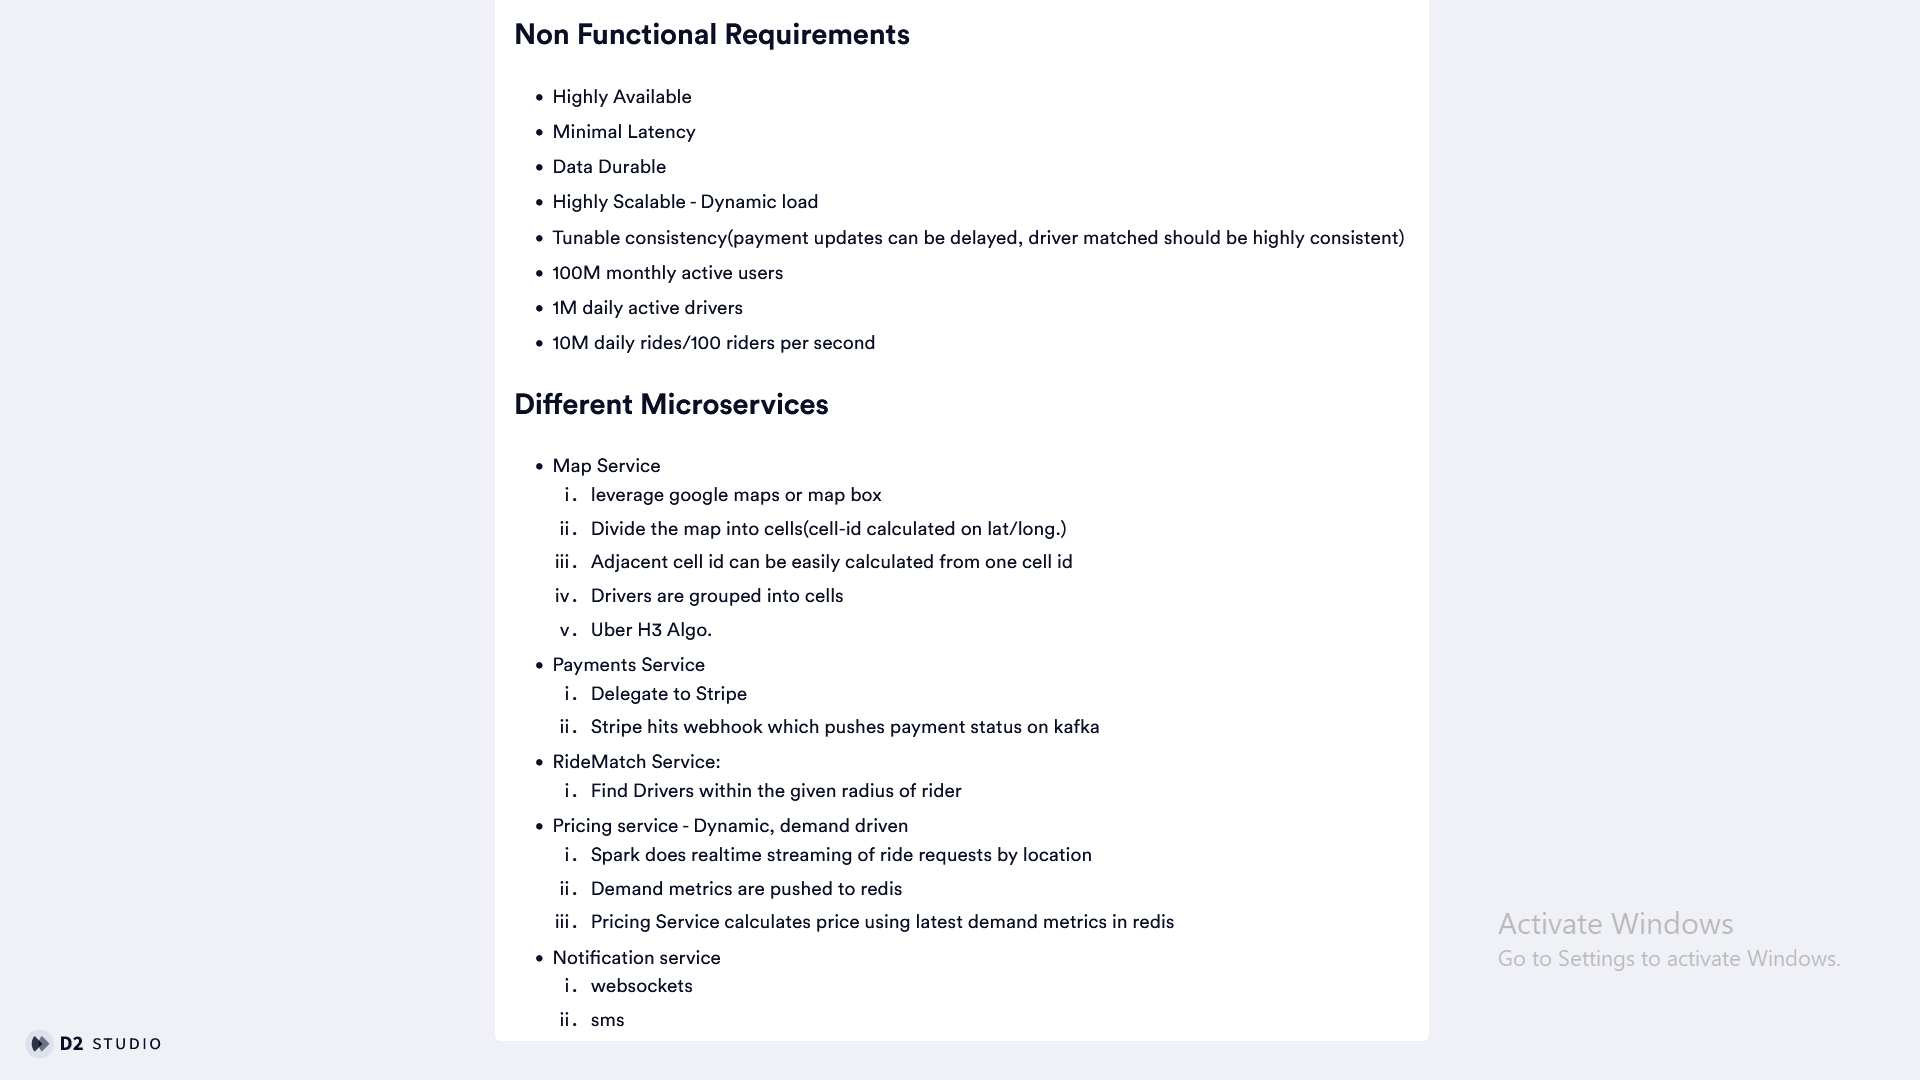 Non Functional Requirements
• Highly Available
• Minimal Latency
• Data Durable
• Highly Scalable - Dynamic load
• Tunable consistency(payment updates can be delayed, driver matched should be highly consistent)
• 100M monthly active users
• 1M daily active drivers
• 10M daily rides/100 riders per second
Different Microservices
• Map Service
i. leverage google maps or map box
ii. Divide the map into cells(cell-id calculated on lat/long.)
iii. Adjacent cell id can be easily calculated from one cell id
iv. Drivers are grouped into cells
v. Uber H3 Algo.
• Payments Service
i. Delegate to Stripe
ii. Stripe hits webhook which pushes payment status on kafka
• RideMatch Service:
i. Find Drivers within the given radius of rider
• Pricing service - Dynamic, demand driven
i. Spark does realtime streaming of ride requests by location
ii. Demand metrics are pushed to redis
iii. Pricing Service calculates price using latest demand metrics in redis
• Notification service
i. websockets
ii. sms
Activate Windows
Go to Settings to activate Windows.
D2 STUDIO